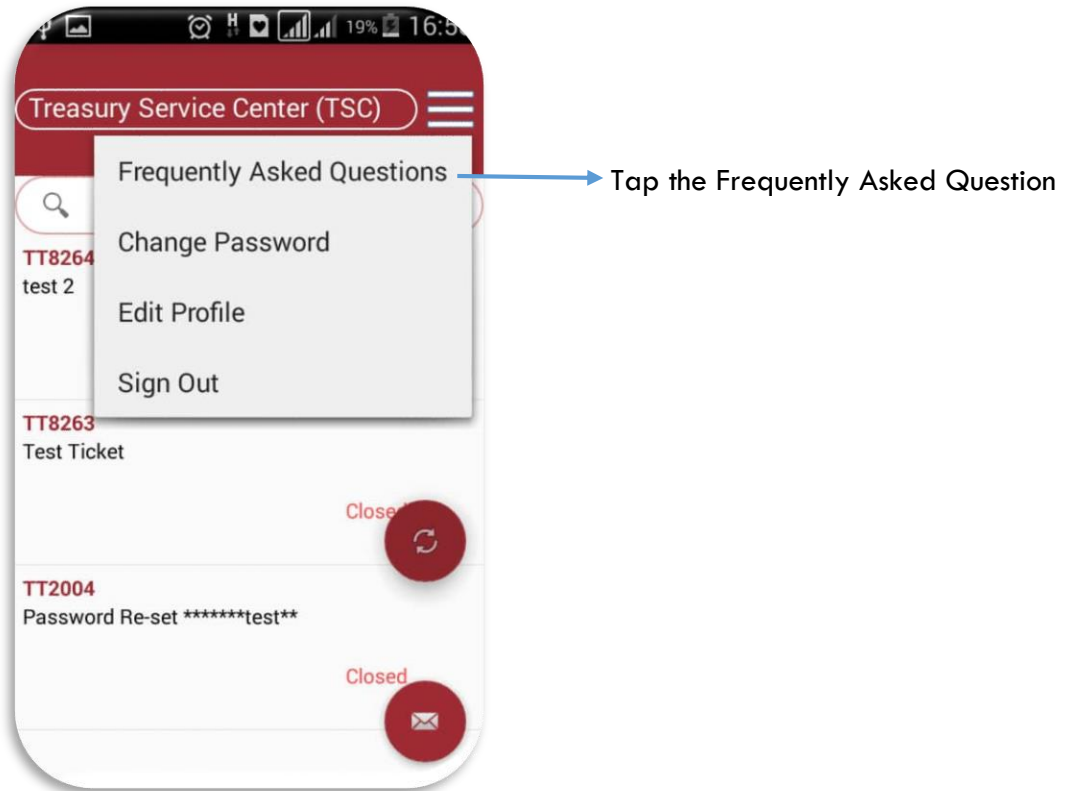 19% 16:5
Treasury Service Center (TSC)
Frequently Asked Questions
Tap the Frequently Asked Question
Change Password
TT8264
test 2
Edit Profile
Sign Out
TT8263
Test Ticket
Closed
TT2004
Password Re-set *******test**
Closed